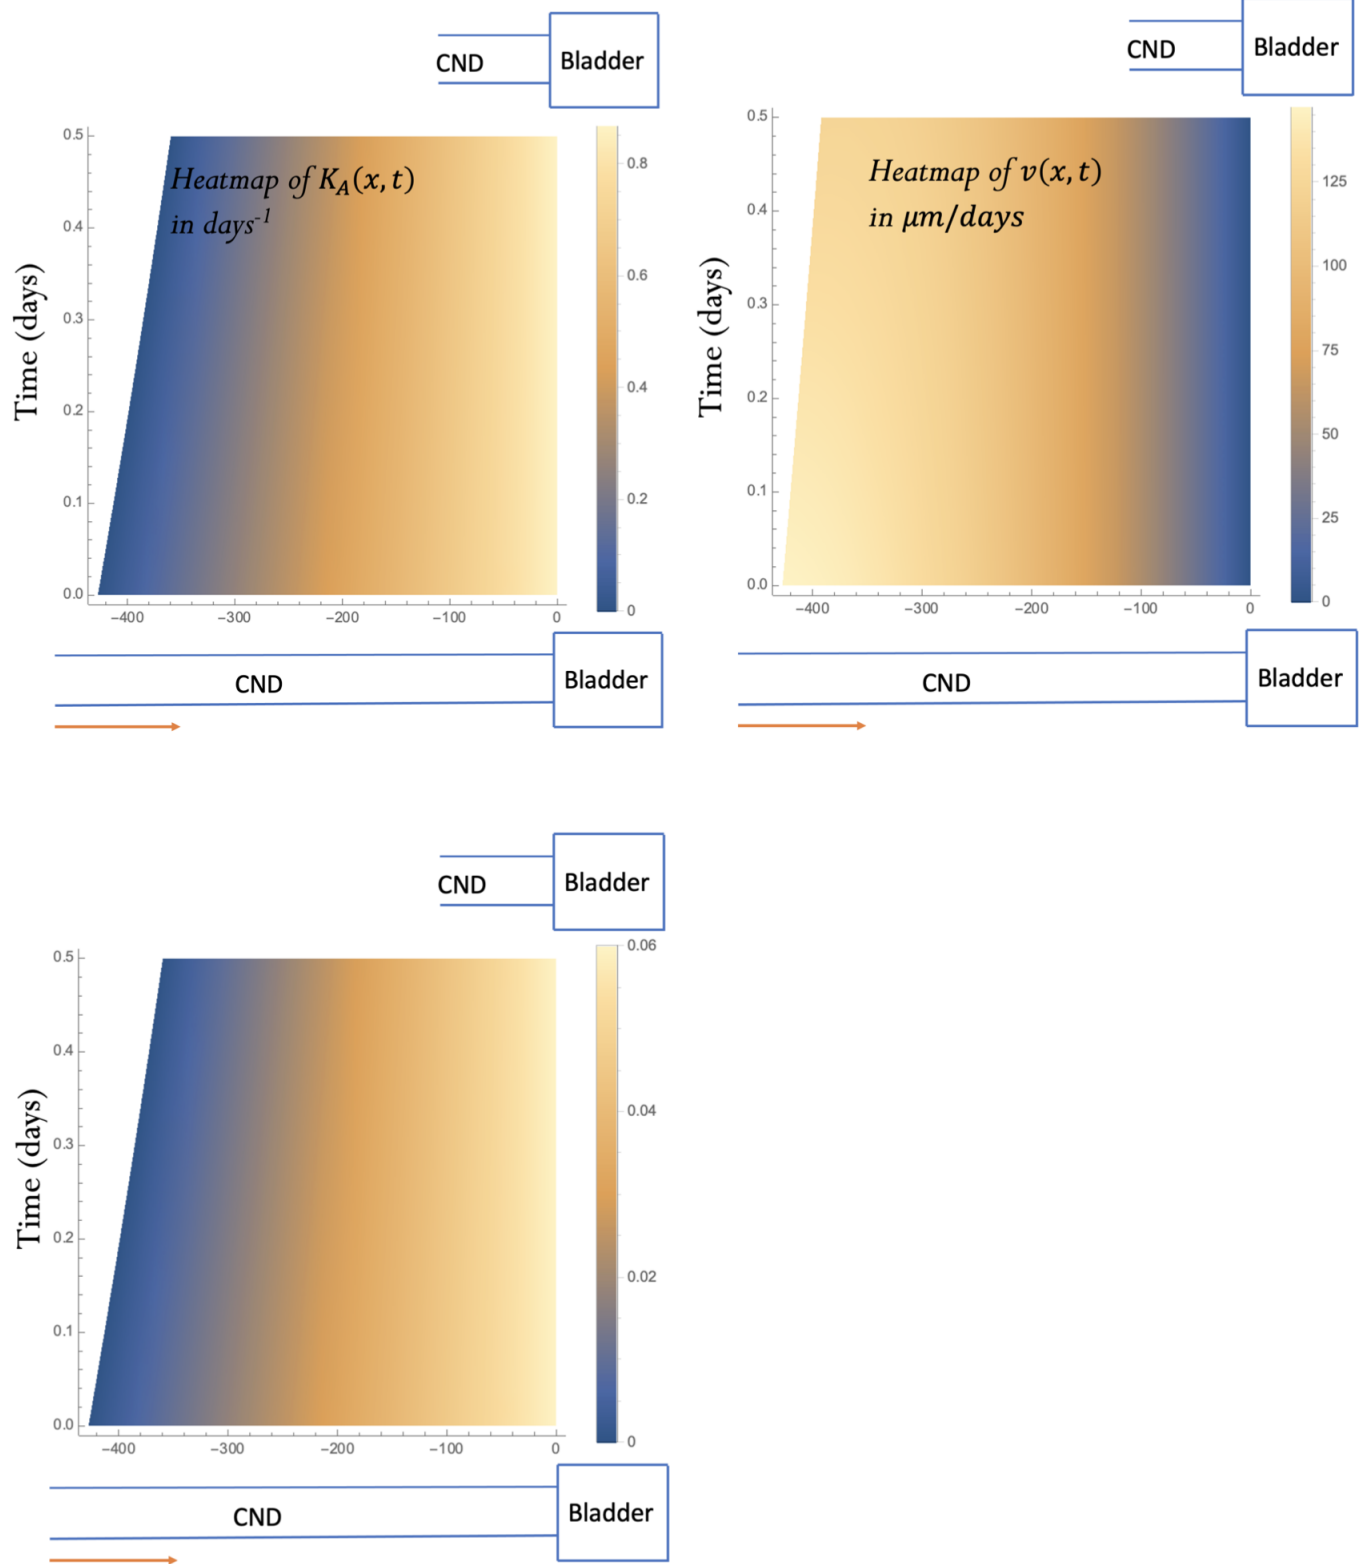 CND
Bladder
0.5
0.4
0.3
0.2
0.1
0.0
Time (days)
Heatmap of K_A(x, t)
in days^-1
0.8
0.6
0.4
0.2
0
−400
−300
−200
−100
0
CND
Bladder
CND
Bladder
0.5
0.4
0.3
0.2
0.1
0.0
Time (days)
Heatmap of v(x, t)
in μm/days
125
100
75
50
25
0
−400
−300
−200
−100
0
CND
Bladder
CND
Bladder
0.5
0.4
0.3
0.2
0.1
0.0
Time (days)
0.06
0.04
0.02
0
−400
−300
−200
−100
0
CND
Bladder